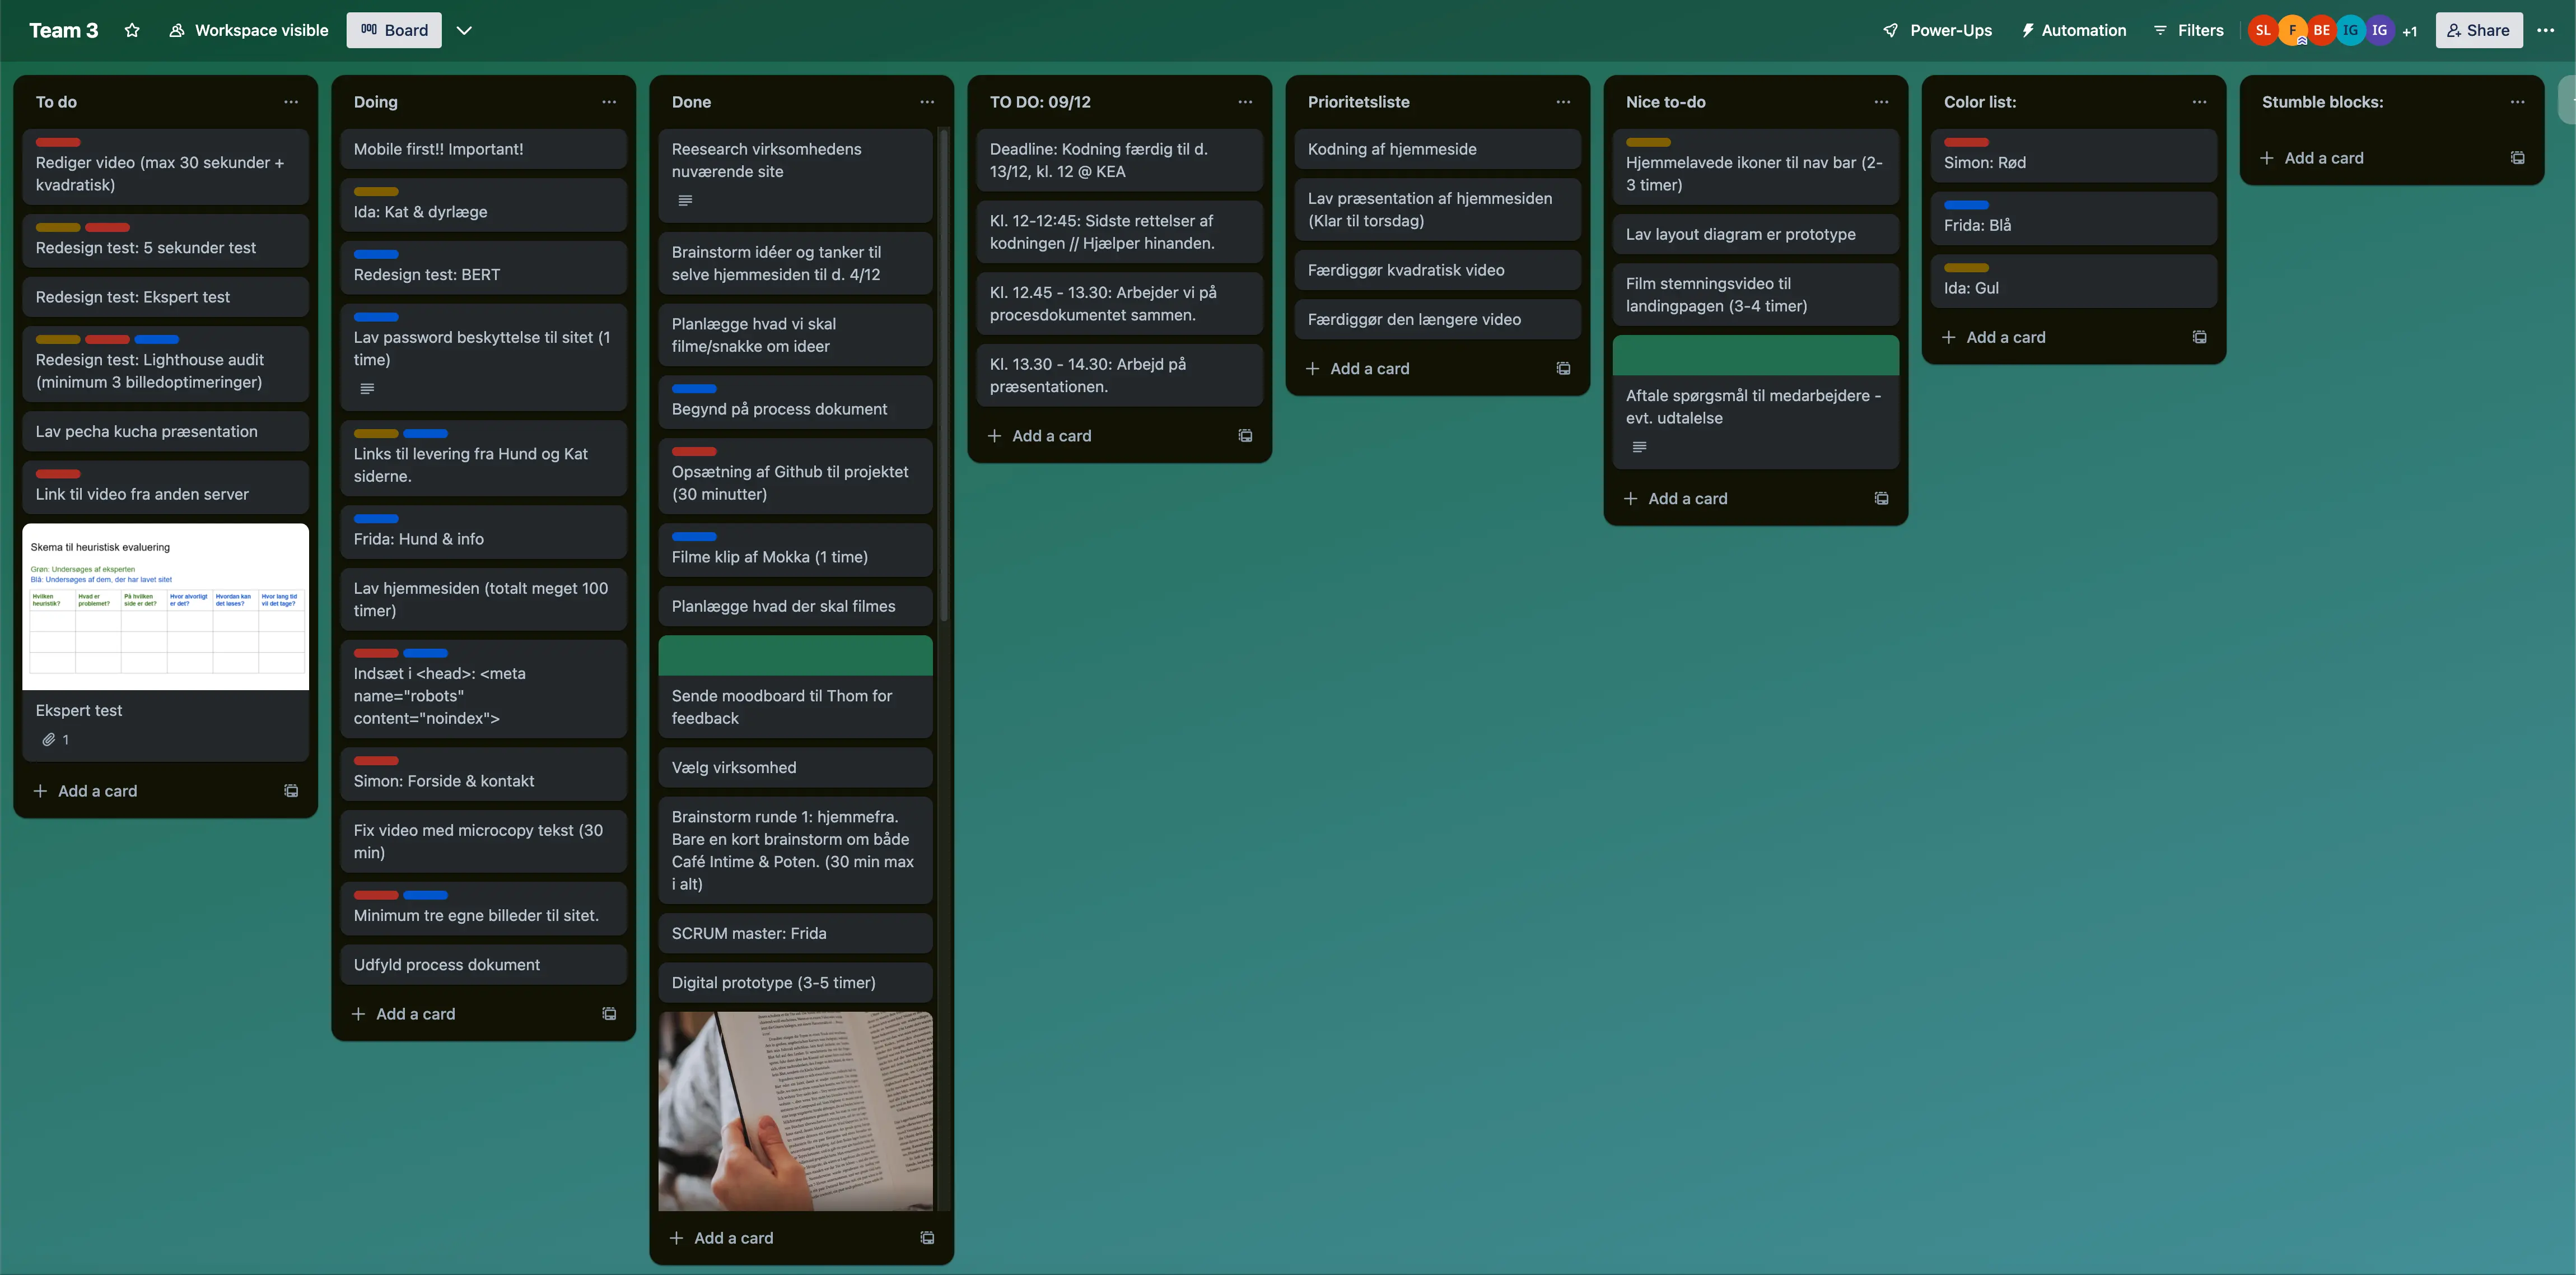 Team 3
Workspace visible
Board
Power-Ups
Automation
Filters
SL
F
BE
IG
IG
+1
Share
To do
Rediger video (max 30 sekunder +
kvadratisk)
Redesign test: 5 sekunder test
Redesign test: Ekspert test
Redesign test: Lighthouse audit
(minimum 3 billedoptimeringer)
Lav pecha kucha præsentation
Link til video fra anden server
Skema til heuristisk evaluering
Grøn: Undersøges af eksperten
Blå: Undersøges af dem, der har lavet sitet
Hvilken
heuristik?
Hvad er
problemet?
På hvilken
side er det?
Hvor alvorligt
er det?
Hvordan kan
det løses?
Hvor lang tid
vil det tage?
Ekspert test
1
Add a card
Doing
Mobile first!! Important!
Ida: Kat & dyrlæge
Redesign test: BERT
Lav password beskyttelse til sitet (1
time)
Links til levering fra Hund og Kat
siderne.
Frida: Hund & info
Lav hjemmesiden (totalt meget 100
timer)
Indsæt i <head>: <meta
name="robots"
content="noindex">
Simon: Forside & kontakt
Fix video med microcopy tekst (30
min)
Minimum tre egne billeder til sitet.
Udfyld process dokument
Add a card
Done
Reesearch virksomhedens
nuværende site
Brainstorm idéer og tanker til
selve hjemmesiden til d. 4/12
Planlægge hvad vi skal
filme/snakke om ideer
Begynd på process dokument
Opsætning af Github til projektet
(30 minutter)
Filme klip af Mokka (1 time)
Planlægge hvad der skal filmes
Sende moodboard til Thom for
feedback
Vælg virksomhed
Brainstorm runde 1: hjemmefra.
Bare en kort brainstorm om både
Café Intime & Poten. (30 min max
i alt)
SCRUM master: Frida
Digital prototype (3-5 timer)
Add a card
TO DO: 09/12
Deadline: Kodning færdig til d.
13/12, kl. 12 @ KEA
Kl. 12-12:45: Sidste rettelser af
kodningen // Hjælper hinanden.
Kl. 12.45 - 13.30: Arbejder vi på
procesdokumentet sammen.
Kl. 13.30 - 14.30: Arbejd på
præsentationen.
Add a card
Prioritetsliste
Kodning af hjemmeside
Lav præsentation af hjemmesiden
(Klar til torsdag)
Færdiggør kvadratisk video
Færdiggør den længere video
Add a card
Nice to-do
Hjemmelavede ikoner til nav bar (2-
3 timer)
Lav layout diagram er prototype
Film stemningsvideo til
landingpagen (3-4 timer)
Aftale spørgsmål til medarbejdere -
evt. udtalelse
Add a card
Color list:
Simon: Rød
Frida: Blå
Ida: Gul
Add a card
Stumble blocks:
Add a card